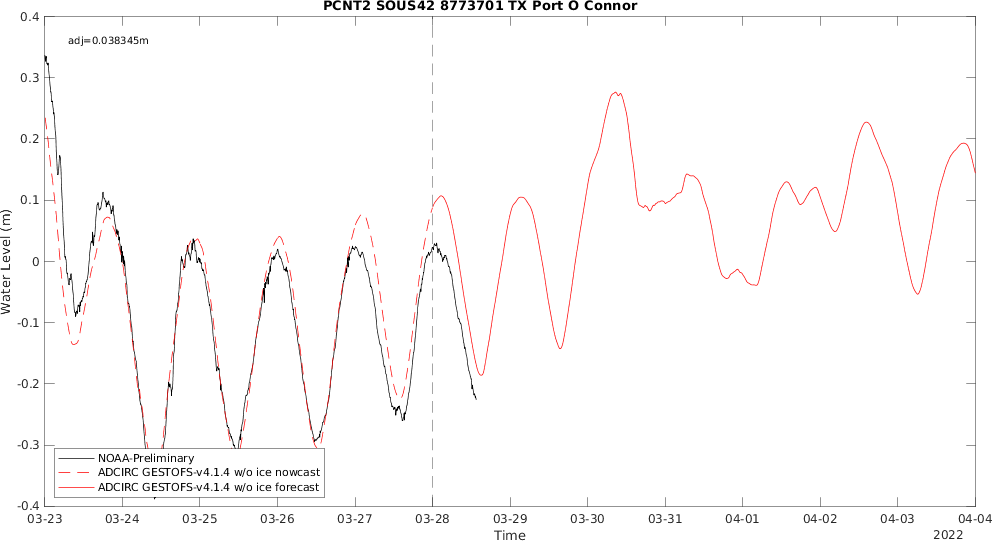 PCNT2 SOUS42 8773701 TX Port O Connor
adj=0.038345m
0.4
0.3
0.2
0.1
0
-0.1
-0.2
-0.3
-0.4
Water Level (m)
NOAA-Preliminary
ADCIRC GESTOFS-v4.1.4 w/o ice nowcast
ADCIRC GESTOFS-v4.1.4 w/o ice forecast
03-23 03-24 03-25 03-26 03-27 03-28 03-29 03-30 03-31 04-01 04-02 04-03 04-04
Time
2022